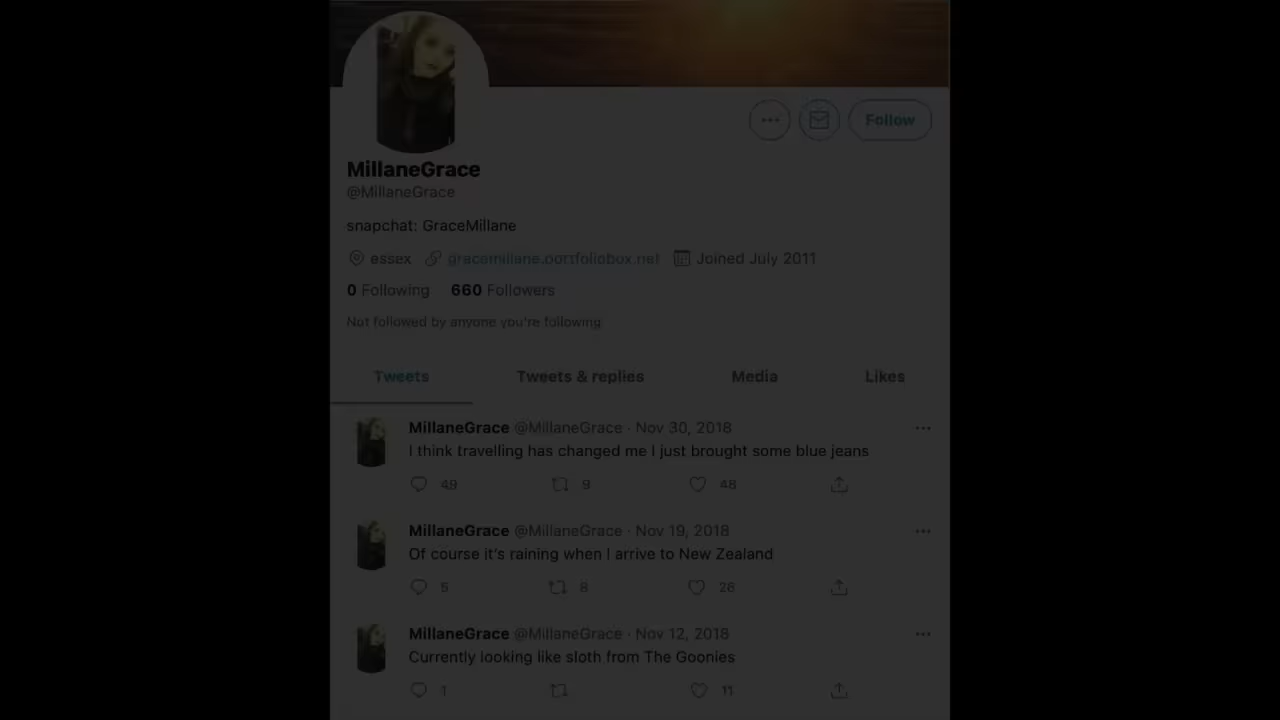 Follow
MillaneGrace
@MillaneGrace
snapchat: GraceMillane
essex gracemillane.portfoliobox.net Joined July 2011
0 Following 660 Followers
Not followed by anyone you're following
Tweets Tweets & replies Media Likes
MillaneGrace @MillaneGrace · Nov 30, 2018
I think travelling has changed me I just brought some blue jeans
49 9 48
MillaneGrace @MillaneGrace · Nov 19, 2018
Of course it's raining when I arrive to New Zealand
5 8 28
MillaneGrace @MillaneGrace · Nov 12, 2018
Currently looking like sloth from The Goonies
1 11